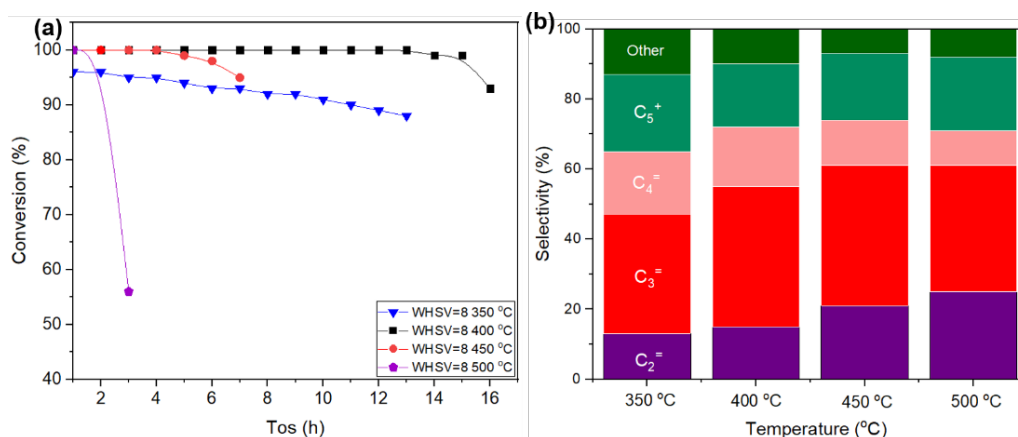 (a)
Conversion (%)
100
90
80
70
60
50
40
2 4 6 8 10 12 14 16
Tos (h)
WHSV=8 350 °C
WHSV=8 400 °C
WHSV=8 450 °C
WHSV=8 500 °C
(b)
Selectivity (%)
100
80
60
40
20
0
Other
C₅⁺
C₄⁼
C₃⁼
C₂⁼
350 °C 400 °C 450 °C 500 °C
Temperature (°C)